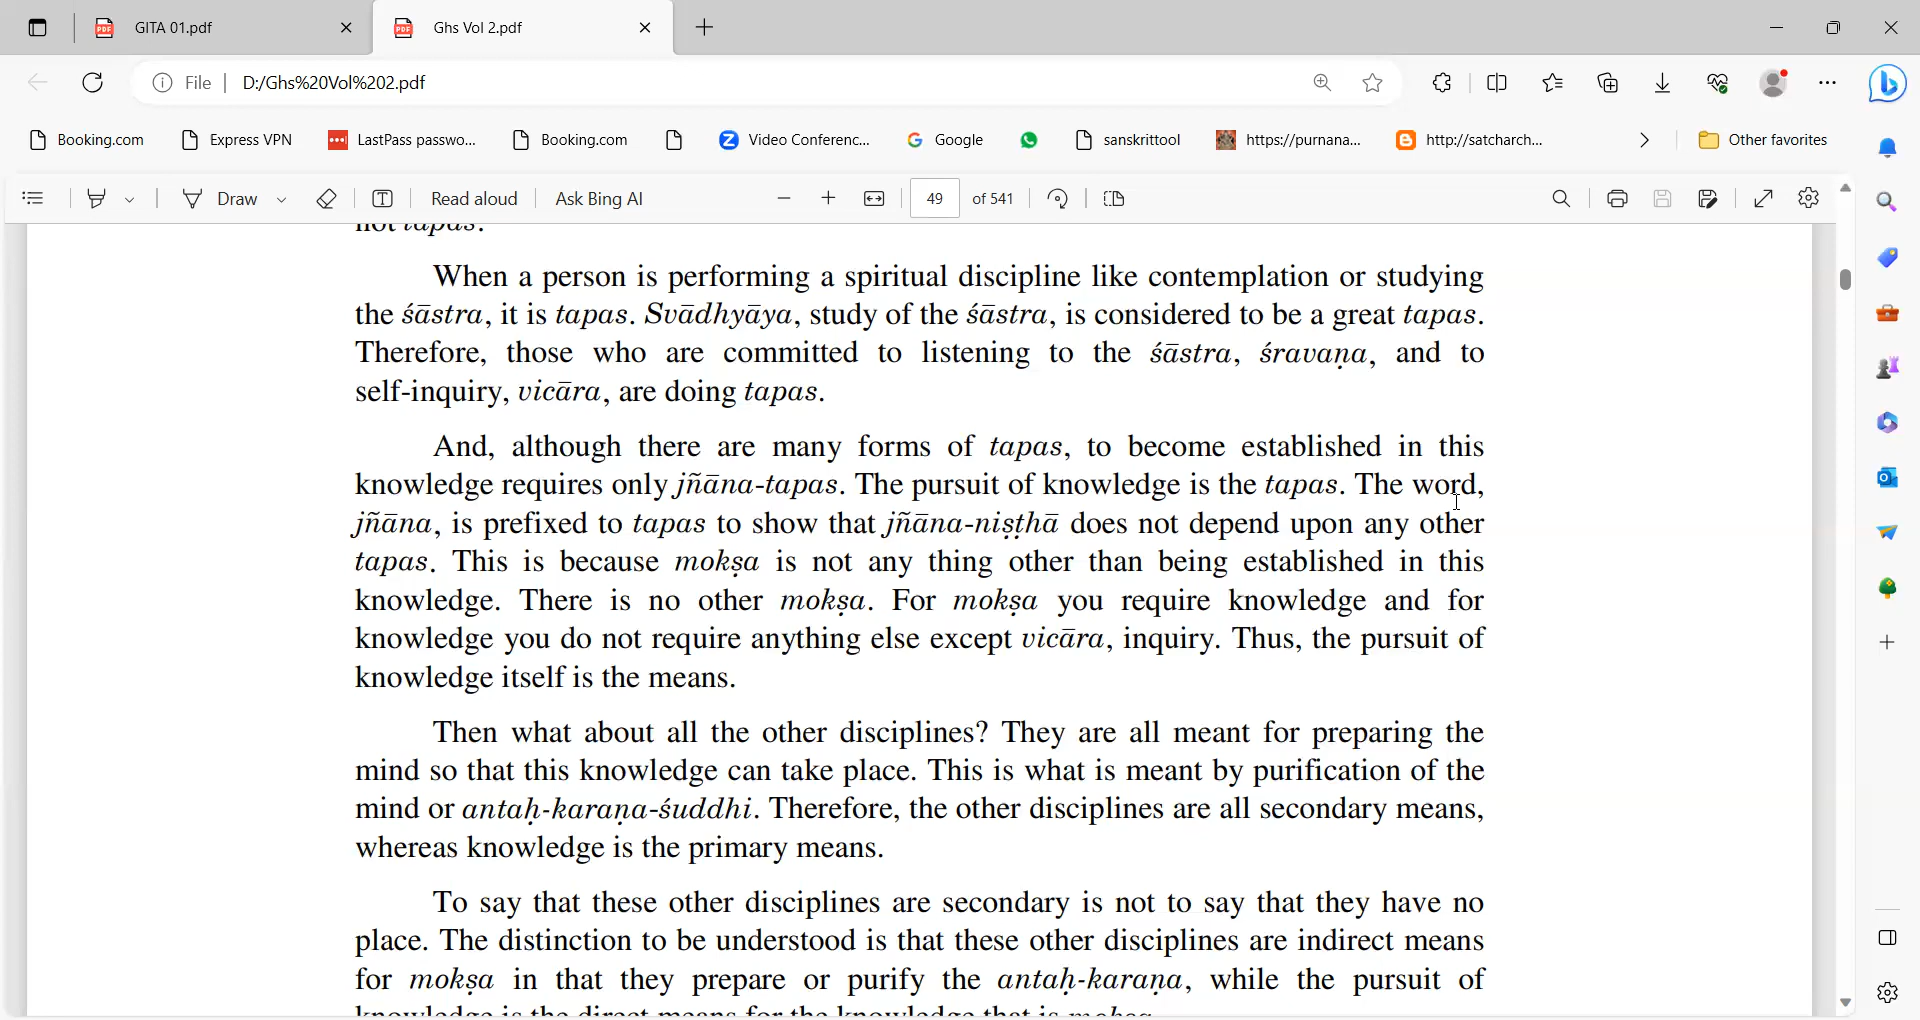 GITA 01.pdf
Ghs Vol 2.pdf
File D:/Ghs%20Vol%202.pdf
Booking.com Express VPN LastPass passwo... Booking.com Video Conferenc... Google sanskrittool https://purnana... http://satcharch... Other favorites
Draw Read aloud Ask Bing AI 49 of 541
not tapas.
When a person is performing a spiritual discipline like contemplation or studying
the śāstra, it is tapas. Svādhyāya, study of the śāstra, is considered to be a great tapas.
Therefore, those who are committed to listening to the śāstra, śravaṇa, and to
self-inquiry, vicāra, are doing tapas.
And, although there are many forms of tapas, to become established in this
knowledge requires only jñāna-tapas. The pursuit of knowledge is the tapas. The word,
jñāna, is prefixed to tapas to show that jñāna-niṣṭhā does not depend upon any other
tapas. This is because mokṣa is not any thing other than being established in this
knowledge. There is no other mokṣa. For mokṣa you require knowledge and for
knowledge you do not require anything else except vicāra, inquiry. Thus, the pursuit of
knowledge itself is the means.
Then what about all the other disciplines? They are all meant for preparing the
mind so that this knowledge can take place. This is what is meant by purification of the
mind or antaḥ-karaṇa-śuddhi. Therefore, the other disciplines are all secondary means,
whereas knowledge is the primary means.
To say that these other disciplines are secondary is not to say that they have no
place. The distinction to be understood is that these other disciplines are indirect means
for mokṣa in that they prepare or purify the antaḥ-karaṇa, while the pursuit of
knowledge is the direct means for the knowledge that is mokṣa.